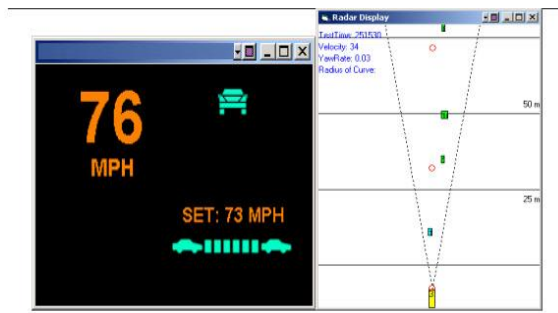 76
MPH
SET: 73 MPH
Radar Display
TestTime: 251530
Velocity: 34
YawRate: 0.03
Radius of Curve:
50 m
25 m